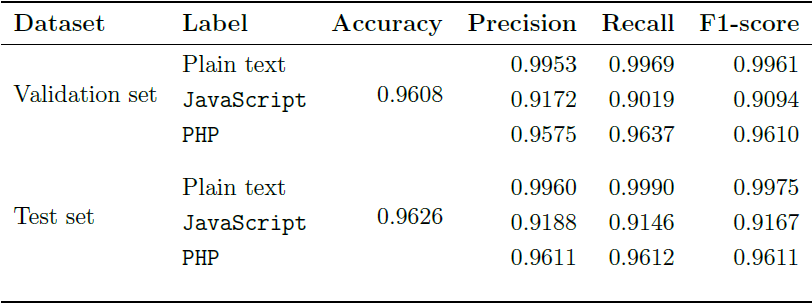 Dataset Label Accuracy Precision Recall F1-score
Plain text 0.9953 0.9969 0.9961
Validation set JavaScript 0.9608 0.9172 0.9019 0.9094
PHP 0.9575 0.9637 0.9610
Plain text 0.9960 0.9990 0.9975
Test set JavaScript 0.9626 0.9188 0.9146 0.9167
PHP 0.9611 0.9612 0.9611